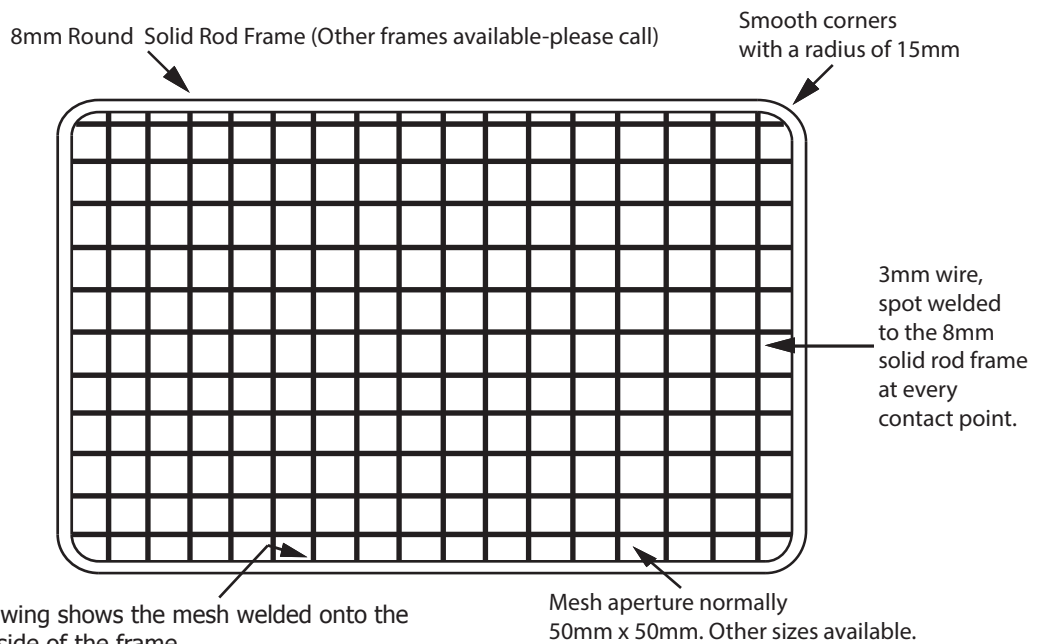 8mm Round Solid Rod Frame (Other frames available-please call)
Smooth corners
with a radius of 15mm
3mm wire,
spot welded
to the 8mm
solid rod frame
at every
contact point.
wing shows the mesh welded onto the
side of the frame
Mesh aperture normally
50mm x 50mm. Other sizes available.